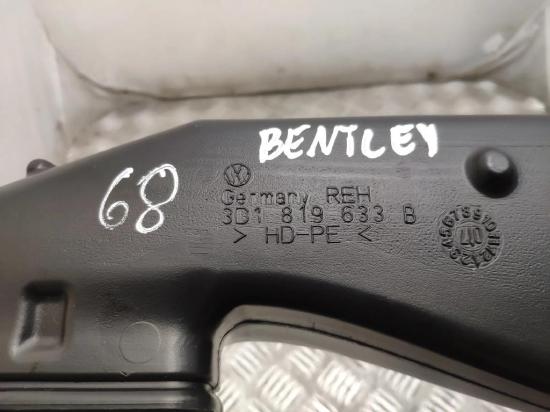 BENTLEY
68
Germany REH
3D1 819 633 B
> HD-PE <